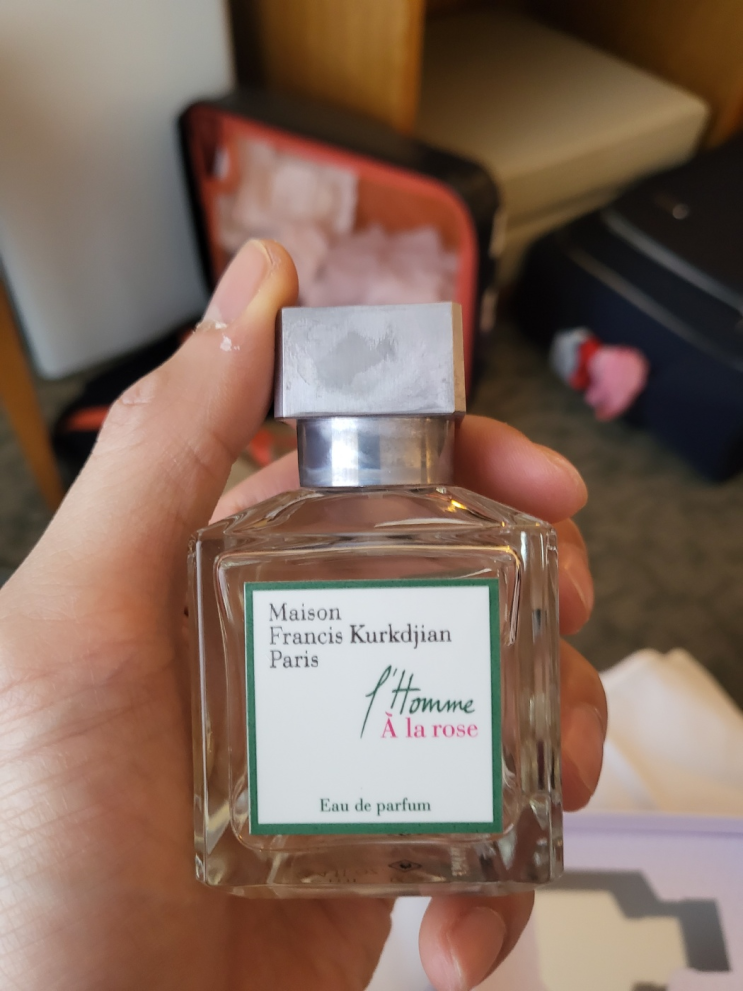 Maison
Francis Kurkdjian
Paris
l'Homme
À la rose
Eau de parfum